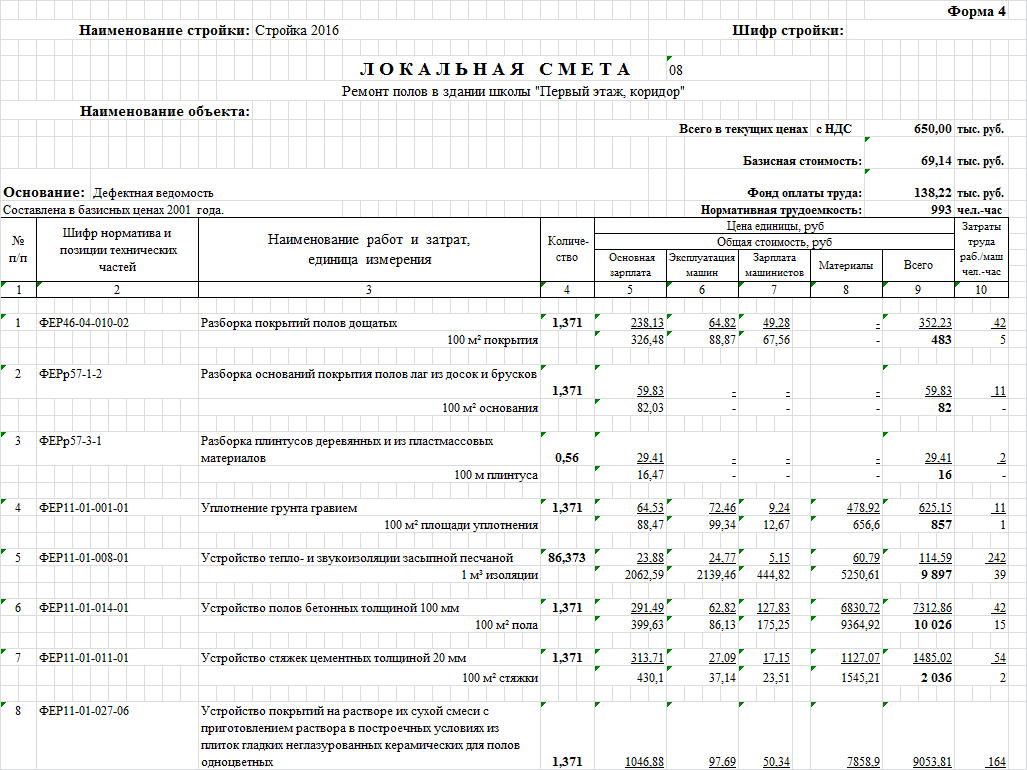 Форма 4
Наименование стройки: Стройка 2016 Шифр стройки:
ЛОКАЛЬНАЯ СМЕТА 08
Ремонт полов в здании школы "Первый этаж, коридор"
Наименование объекта:
Всего в текущих ценах с НДС 650,00 тыс. руб.
Базисная стоимость: 69,14 тыс. руб.
Основание: Дефектная ведомость Фонд оплаты труда: 138,22 тыс. руб.
Составлена в базисных ценах 2001 года. Нормативная трудоемкость: 993 чел.-час
№ п/п
Шифр норматива и
позиции технических
частей
Наименование работ и затрат,
единица измерения
Количе-
ство
Цена единицы, руб
Общая стоимость, руб
Основная
зарплата
Эксплуатация
машин
Зарплата
машинистов
Материалы
Всего
Затраты
труда
раб./маш
чел.-час
1 2 3 4 5 6 7 8 9 10
1 ФЕР46-04-010-02 Разборка покрытий полов дощатых 1,371 238,13 64,82 49,28 - 352,23 42
100 м² покрытия 326,48 88,87 67,56 - 483 5
2 ФЕРр57-1-2 Разборка оснований покрытия полов лаг из досок и брусков
1,371 59,83 - - - 59,83 11
100 м² основания 82,03 - - - 82 -
3 ФЕРр57-3-1 Разборка плинтусов деревянных и из пластмассовых
материалов 0,56 29,41 - - - 29,41 2
100 м плинтуса 16,47 - - - 16 -
4 ФЕР11-01-001-01 Уплотнение грунта гравием 1,371 64,53 72,46 9,24 478,92 625,15 11
100 м² площади уплотнения 88,47 99,34 12,67 656,6 857 1
5 ФЕР11-01-008-01 Устройство тепло- и звукоизоляции засыпной песчаной 86,373 23,88 24,77 5,15 60,79 114,59 242
1 м³ изоляции 2062,59 2139,46 444,82 5250,61 9 897 39
6 ФЕР11-01-014-01 Устройство полов бетонных толщиной 100 мм 1,371 291,49 62,82 127,83 6830,72 7312,86 42
100 м² пола 399,63 86,13 175,25 9364,92 10 026 15
7 ФЕР11-01-011-01 Устройство стяжек цементных толщиной 20 мм 1,371 313,71 27,09 17,15 1127,07 1485,02 54
100 м² стяжки 430,1 37,14 23,51 1545,21 2 036 2
8 ФЕР11-01-027-06 Устройство покрытий на растворе их сухой смеси с
приготовлением раствора в построечных условиях из
плиток гладких неглазурованных керамических для полов
одноцветных 1,371 1046,88 97,69 50,34 7858,9 9053,81 164